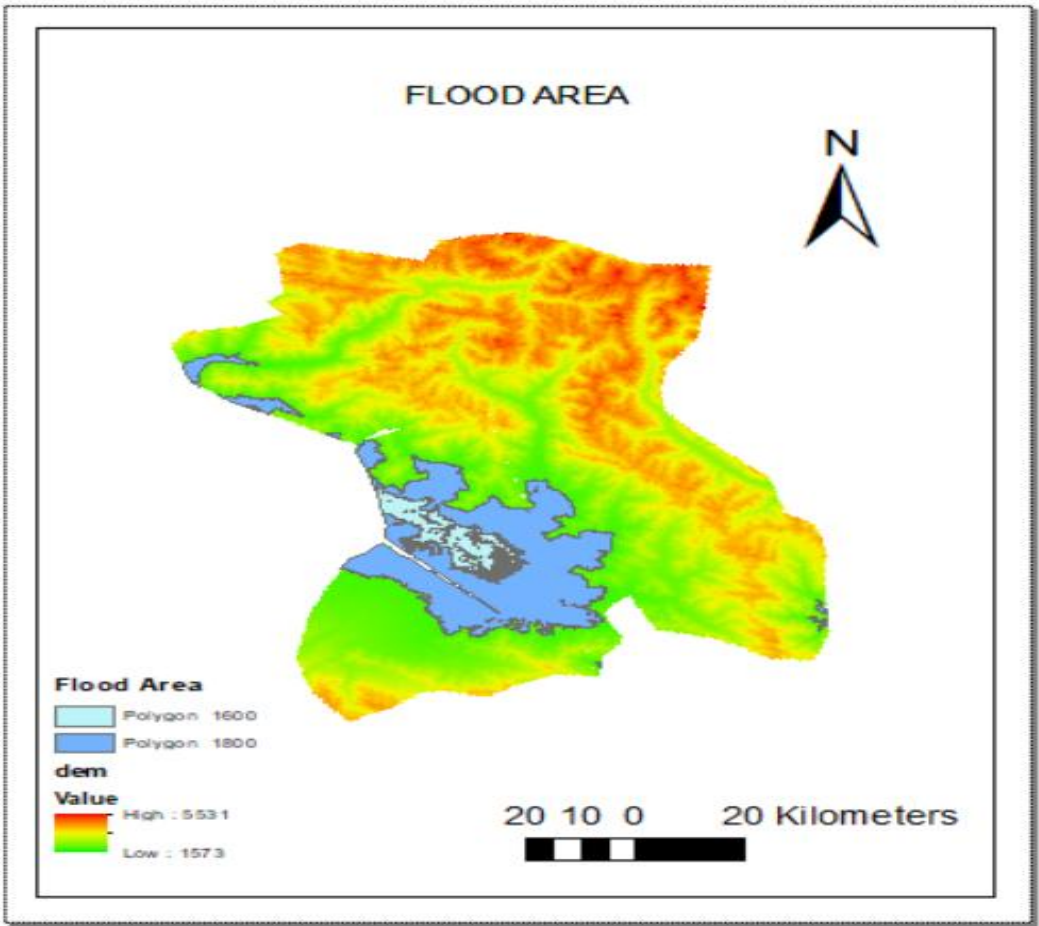 FLOOD AREA
N
Flood Area
Polygon 1600
Polygon 1800
dem
Value
High : 5531
Low : 1573
20 10 0 20 Kilometers